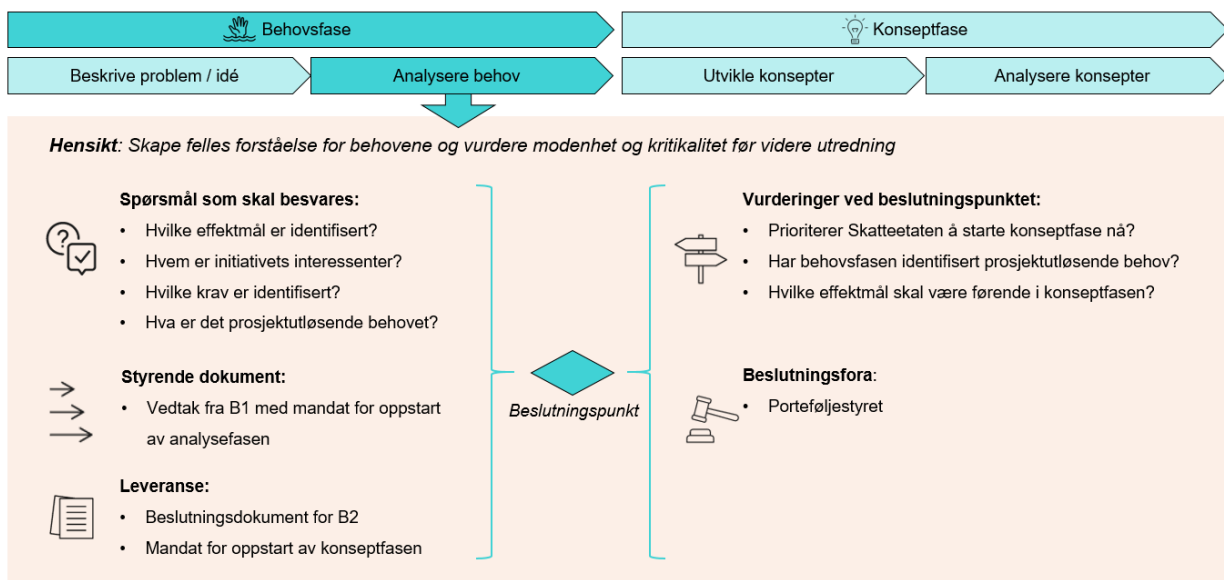 Behovsfase
Konseptfase
Beskrive problem / idé
Analysere behov
Utvikle konsepter
Analysere konsepter
Hensikt: Skape felles forståelse for behovene og vurdere modenhet og kritikalitet før videre utredning
Spørsmål som skal besvares:
• Hvilke effektmål er identifisert?
• Hvem er initiativets interessenter?
• Hvilke krav er identifisert?
• Hva er det prosjektutløsende behovet?
Styrende dokument:
• Vedtak fra B1 med mandat for oppstart
av analysefasen
Leveranse:
• Beslutningsdokument for B2
• Mandat for oppstart av konseptfasen
Beslutningspunkt
Vurderinger ved beslutningspunktet:
• Prioriterer Skatteetaten å starte konseptfase nå?
• Har behovsfasen identifisert prosjektutløsende behov?
• Hvilke effektmål skal være førende i konseptfasen?
Beslutningsfora:
• Porteføljestyret